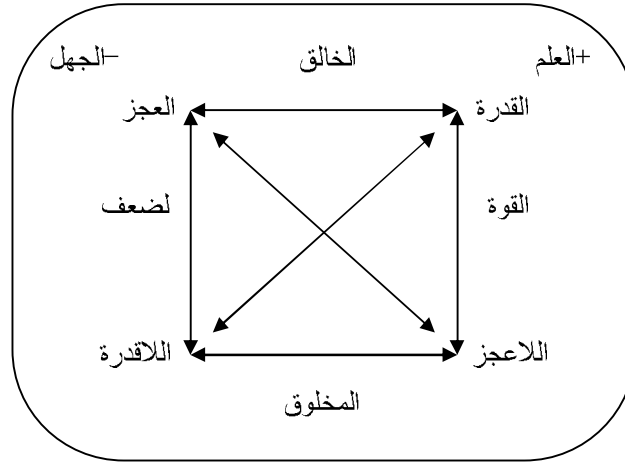 +العلم
الخالق
–الجهل
القدرة
العجز
القوة
لضعف
اللاعجز
اللاقدرة
المخلوق